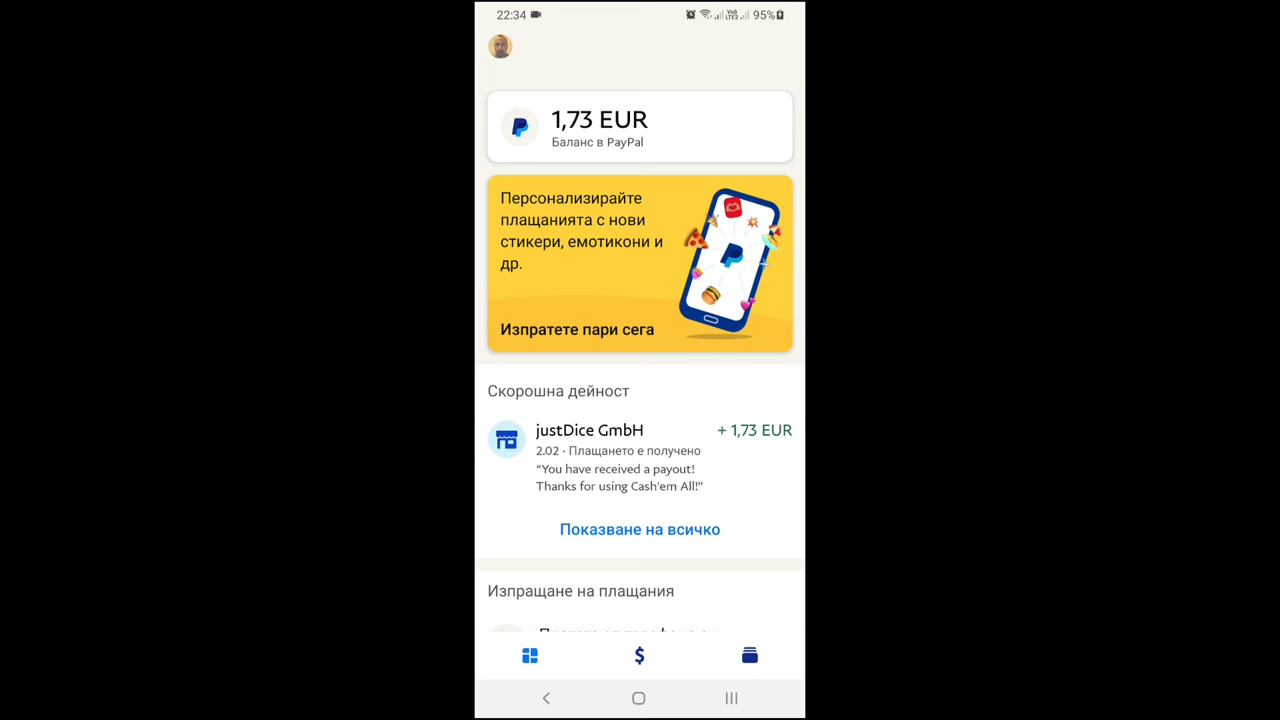 22:34
95%
1,73 EUR
Баланс в PayPal
Персонализирайте
плащанията с нови
стикери, емотикони и
др.
Изпратете пари сега
Скорошна дейност
justDice GmbH + 1,73 EUR
2.02 · Плащането е получено
“You have received a payout!
Thanks for using Cash'em All!”
Показване на всичко
Изпращане на плащания